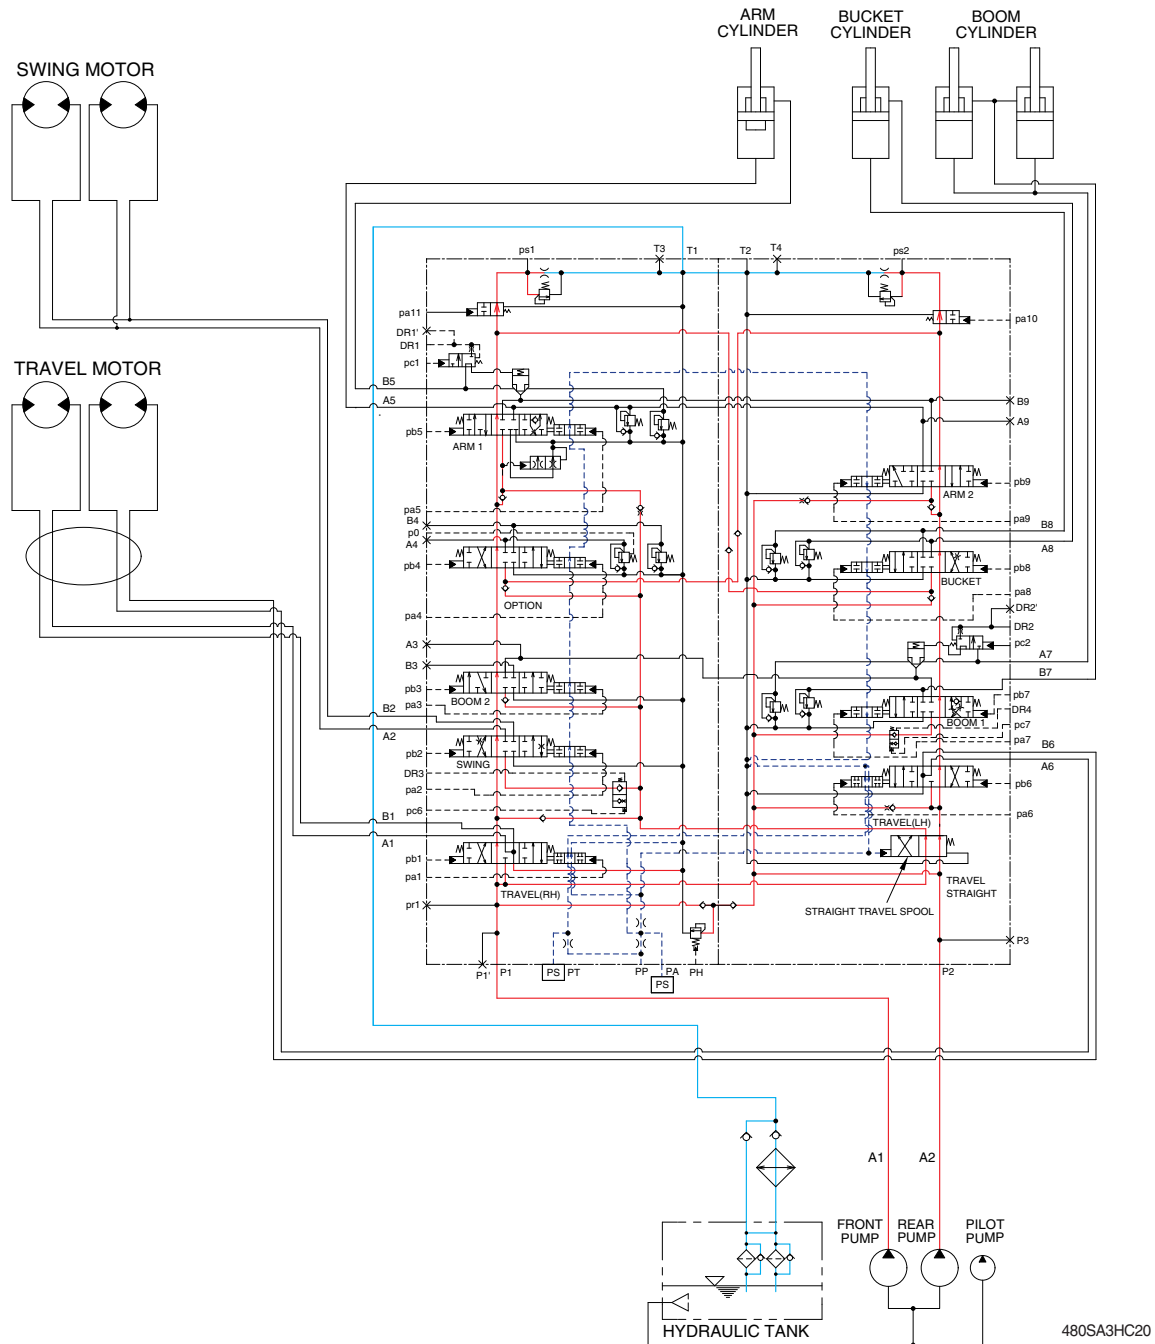 ARM
CYLINDER
BUCKET
CYLINDER
BOOM
CYLINDER
SWING MOTOR
TRAVEL MOTOR
ps1
T3
T1
T2
T4
ps2
pa11
DR1'
DR1
pc1
B5
A5
pb5
ARM 1
pa5
B4
p0
A4
pb4
OPTION
pa4
A3
B3
pb3
BOOM 2
pa3
B2
A2
pb2
SWING
DR3
pa2
pc6
B1
A1
pb1
pa1
TRAVEL(RH)
pr1
P1'
P1
PS
PT
PP
PA
PS
PH
pa10
B9
A9
pb9
ARM 2
pa9
B8
A8
pb8
BUCKET
pa8
DR2'
DR2
pc2
A7
B7
pb7
DR4
BOOM 1
pc7
pa7
B6
A6
pb6
TRAVEL(LH)
pa6
TRAVEL
STRAIGHT
STRAIGHT TRAVEL SPOOL
P3
P2
A1
A2
FRONT
PUMP
REAR
PUMP
PILOT
PUMP
HYDRAULIC TANK
480SA3HC20